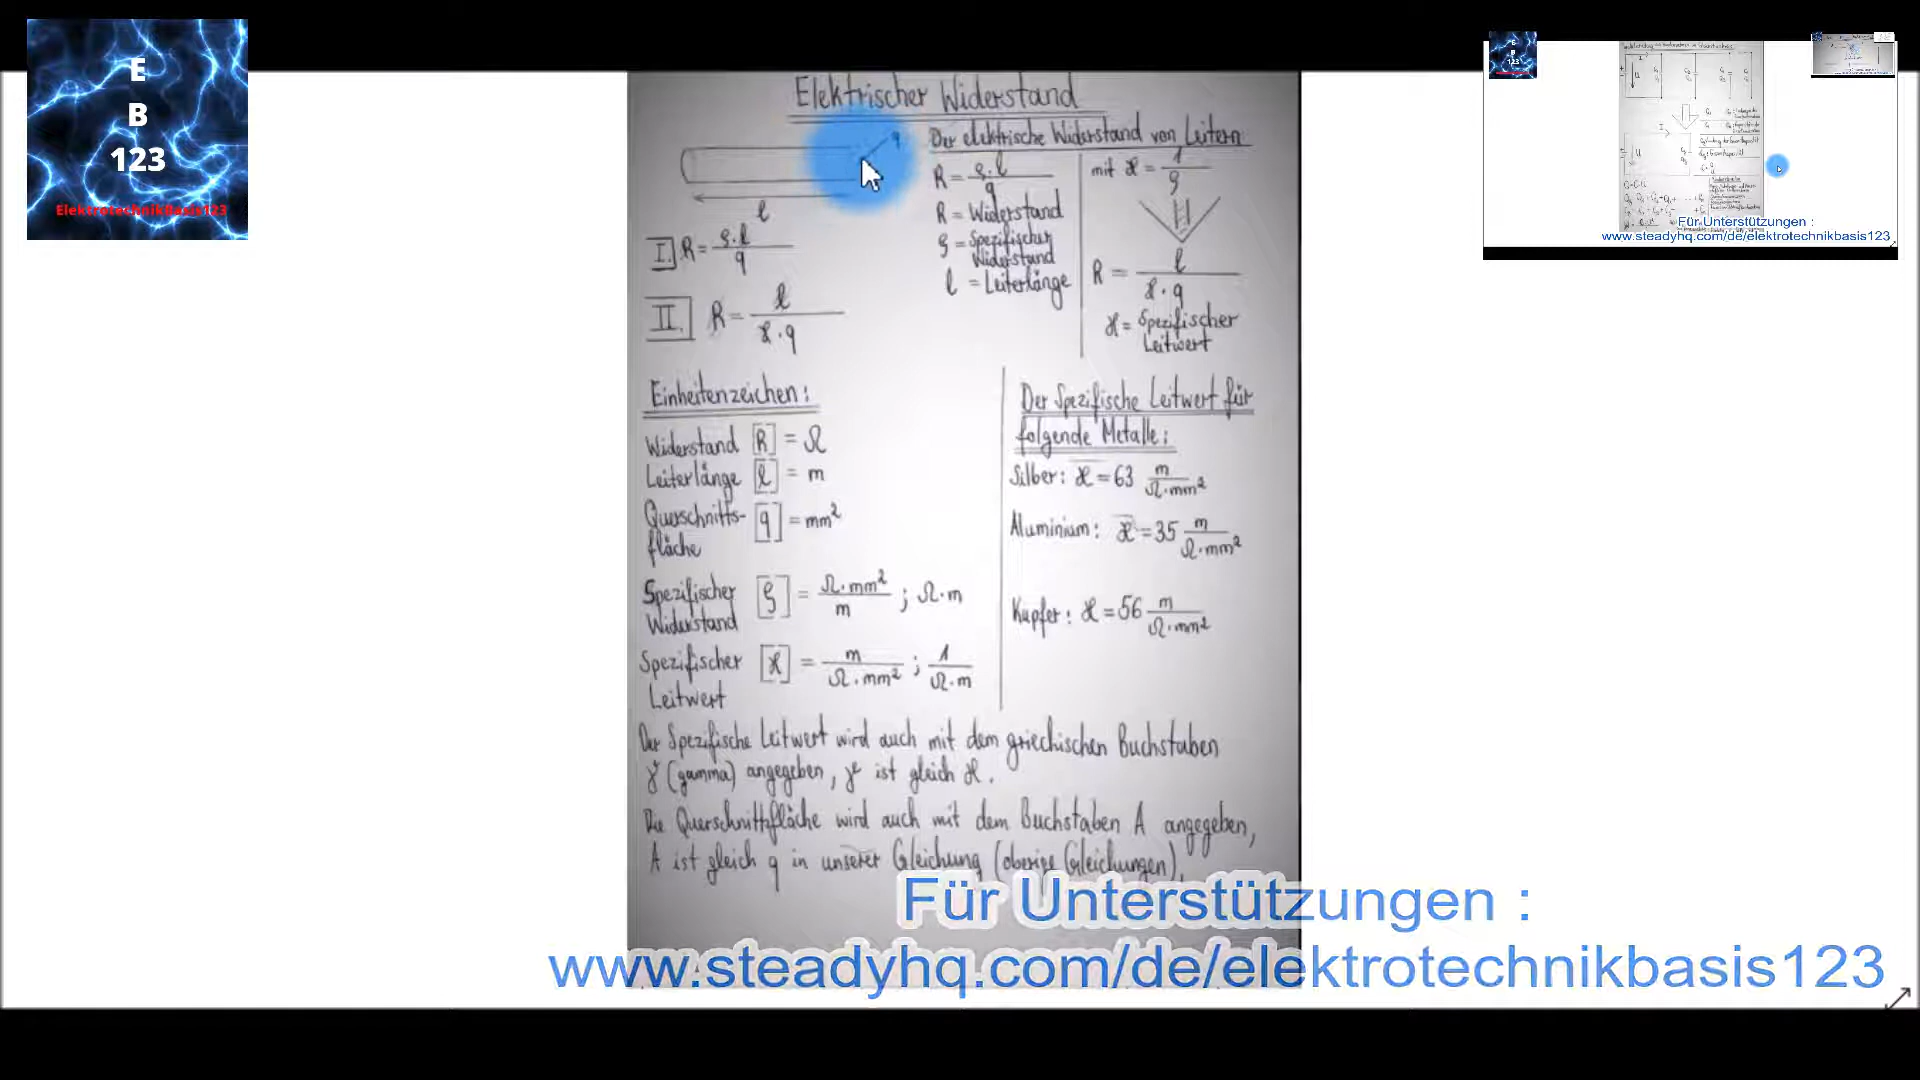 E
B
123
ElektrotechnikBasis123
Elektrischer Widerstand
q
l
I. R = ρ·l / q
II. R = l / ϰ·q
Der elektrische Widerstand von Leitern
R = ρ·l / q
R = Widerstand
ρ = Spezifischer
Widerstand
l = Leiterlänge
mit ϰ = 1 / ρ
R = l / ϰ·q
ϰ = Spezifischer
Leitwert
Einheitenzeichen:
Widerstand [R] = Ω
Leiterlänge [l] = m
Querschnitts-
fläche [q] = mm²
Spezifischer
Widerstand [ρ] = Ω·mm² / m ; Ω·m
Spezifischer
Leitwert [ϰ] = m / Ω·mm² ; 1 / Ω·m
Der Spezifische Leitwert für
folgende Metalle:
Silber: ϰ = 63 m / Ω·mm²
Aluminium: ϰ = 35 m / Ω·mm²
Kupfer: ϰ = 56 m / Ω·mm²
Der Spezifische Leitwert wird auch mit dem griechischen Buchstaben
γ (gamma) angegeben, γ ist gleich ϰ.
Die Querschnittsfläche wird auch mit dem Buchstaben A angegeben,
A ist gleich q in unserer Gleichung (oberige Gleichungen).
Für Unterstützungen :
www.steadyhq.com/de/elektrotechnikbasis123
E
B
123
Für Unterstützungen :
www.steadyhq.com/de/elektrotechnikbasis123